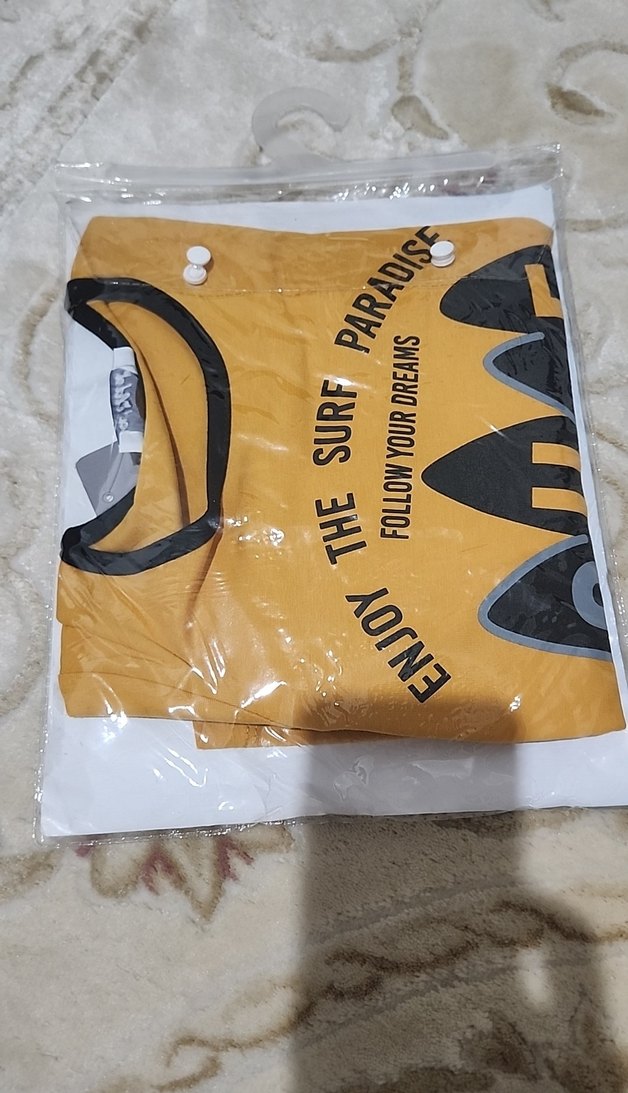 ENJOY THE SURF PARADISE
FOLLOW YOUR DREAMS